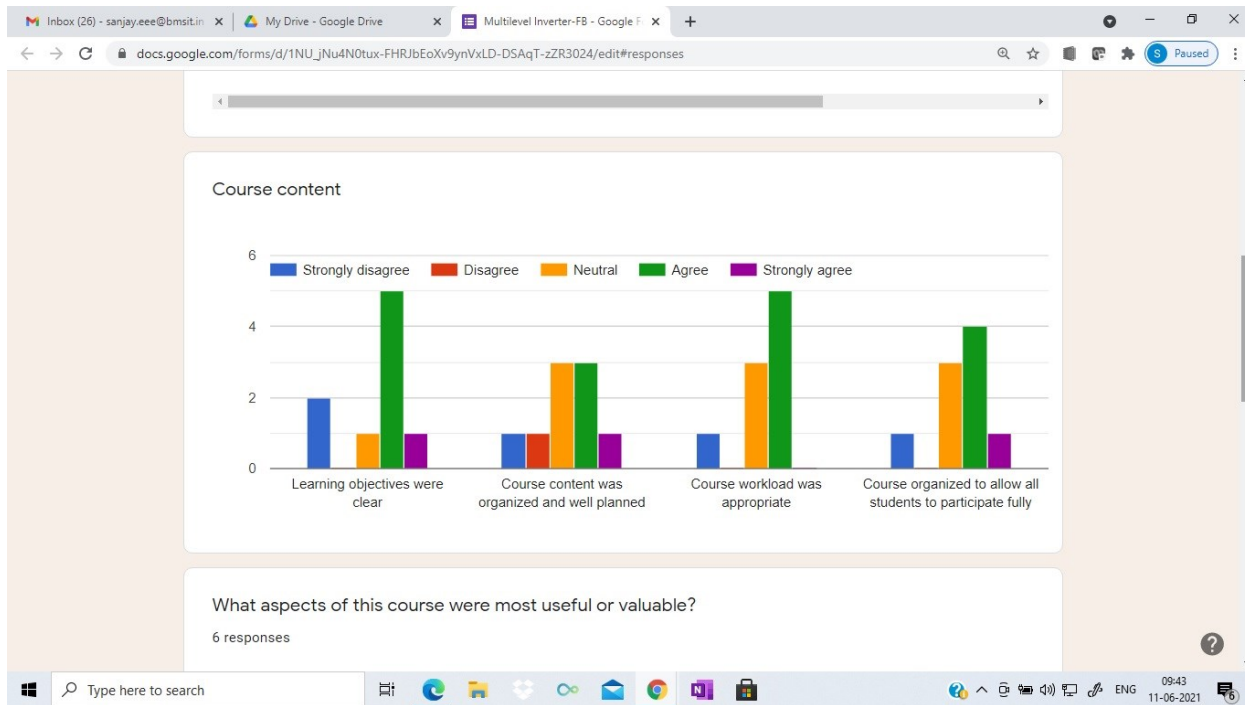 Inbox (26) - sanjay.eee@bmsit.in
My Drive - Google Drive
Multilevel Inverter-FB - Google F
docs.google.com/forms/d/1NU_jNu4N0tux-FHRJbEoXv9ynVxLD-DSAqT-zZR3024/edit#responses
S Paused
Course content
6
Strongly disagree Disagree Neutral Agree Strongly agree
4
2
0
Learning objectives were
clear
Course content was
organized and well planned
Course workload was
appropriate
Course organized to allow all
students to participate fully
What aspects of this course were most useful or valuable?
6 responses
Type here to search
ENG
09:43
11-06-2021
6